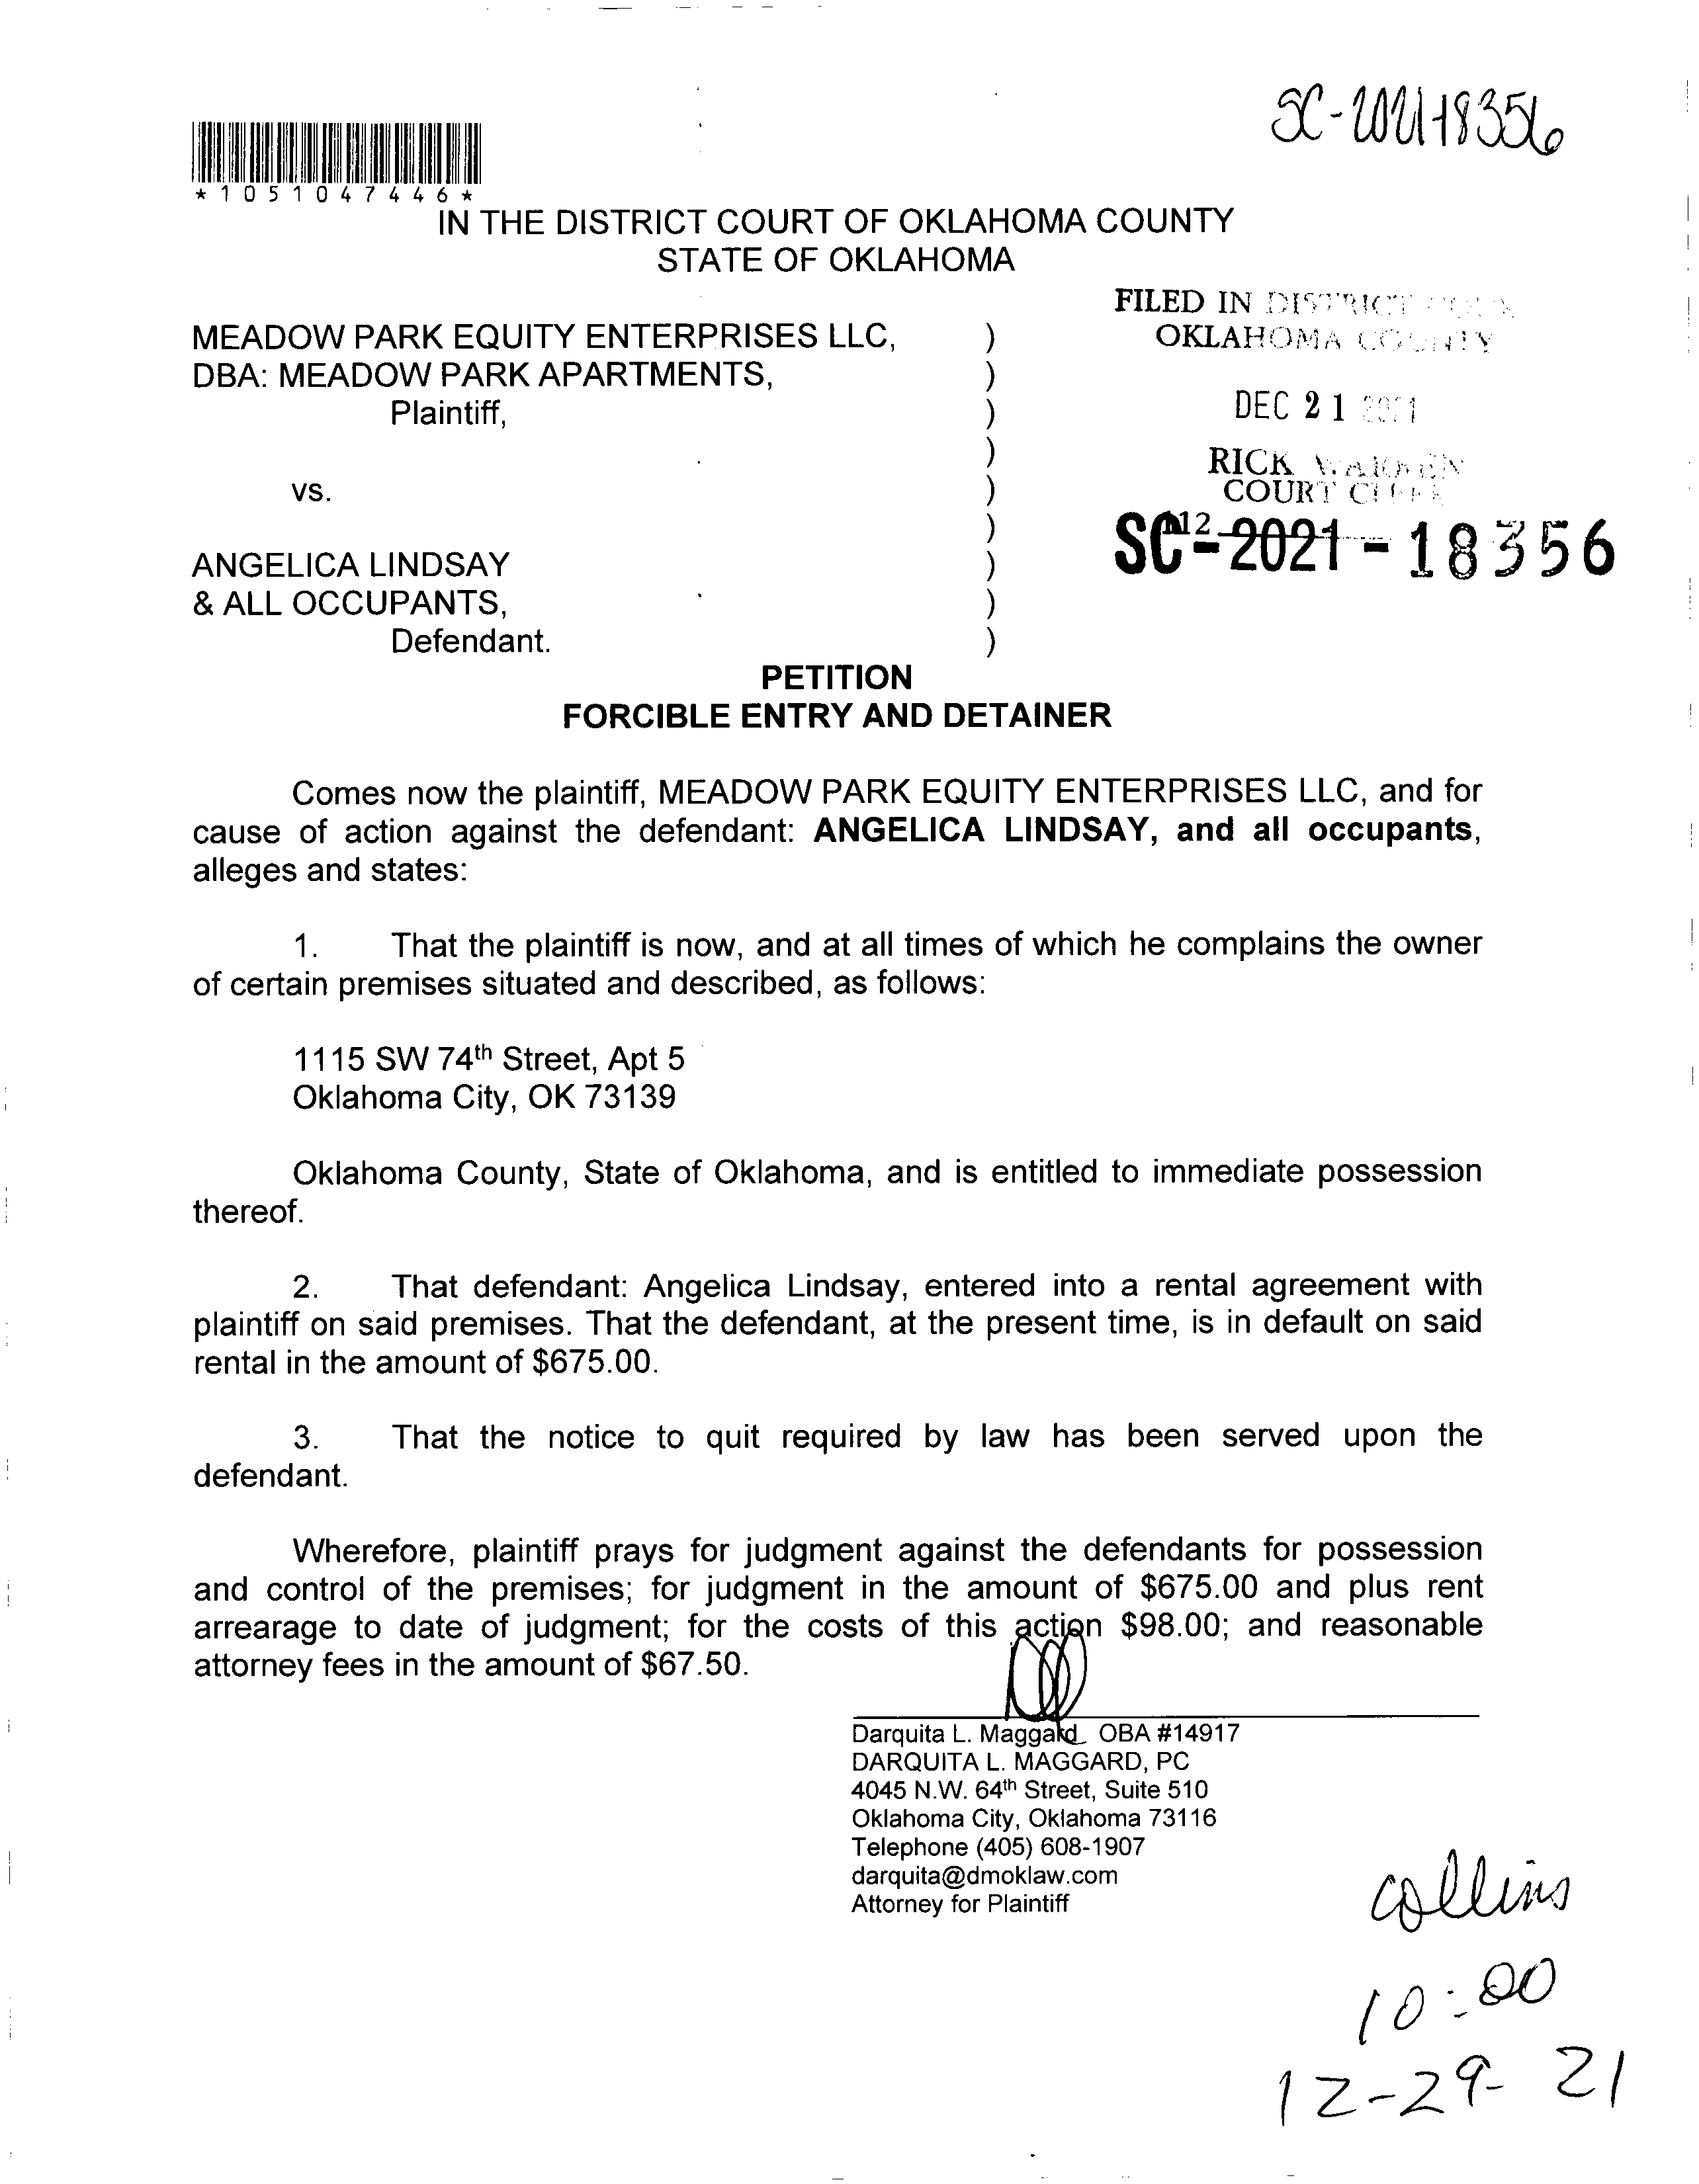 SC-2021-18356
*1051047446*
IN THE DISTRICT COURT OF OKLAHOMA COUNTY
STATE OF OKLAHOMA
FILED IN DISTRICT COURT
OKLAHOMA COUNTY
DEC 21 2021
RICK WARREN
COURT CLERK
112
SC-2021-18356
MEADOW PARK EQUITY ENTERPRISES LLC, )
DBA: MEADOW PARK APARTMENTS, )
Plaintiff, )
)
vs. )
)
ANGELICA LINDSAY )
& ALL OCCUPANTS, )
Defendant. )
PETITION
FORCIBLE ENTRY AND DETAINER
Comes now the plaintiff, MEADOW PARK EQUITY ENTERPRISES LLC, and for
cause of action against the defendant: ANGELICA LINDSAY, and all occupants,
alleges and states:
1. That the plaintiff is now, and at all times of which he complains the owner
of certain premises situated and described, as follows:
1115 SW 74th Street, Apt 5
Oklahoma City, OK 73139
Oklahoma County, State of Oklahoma, and is entitled to immediate possession
thereof.
2. That defendant: Angelica Lindsay, entered into a rental agreement with
plaintiff on said premises. That the defendant, at the present time, is in default on said
rental in the amount of $675.00.
3. That the notice to quit required by law has been served upon the
defendant.
Wherefore, plaintiff prays for judgment against the defendants for possession
and control of the premises; for judgment in the amount of $675.00 and plus rent
arrearage to date of judgment; for the costs of this action $98.00; and reasonable
attorney fees in the amount of $67.50.
Darquita L. Maggard OBA #14917
DARQUITA L. MAGGARD, PC
4045 N.W. 64th Street, Suite 510
Oklahoma City, Oklahoma 73116
Telephone (405) 608-1907
darquita@dmoklaw.com
Attorney for Plaintiff
collins
10:00
12-29-21